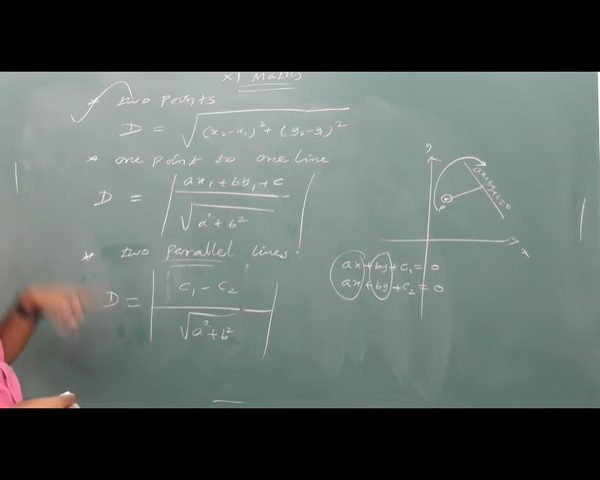 XI Maths
* two points
D = √(x₂-x₁)² + (y₂-y₁)²
* one point to one line
D = | ax₁+by₁+c / √a²+b² |
* two parallel lines:
D = | c₁ - c₂ / √a²+b² |
y
ax+by+c=0
P
x
ax+by+c₁ = 0
ax+by+c₂ = 0